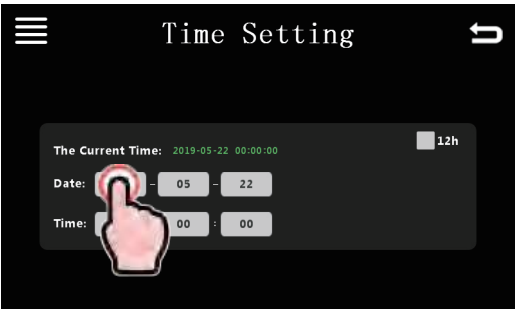 Time Setting
The Current Time: 2019-05-22 00:00:00
12h
Date: - 05 - 22
Time: 00 : 00